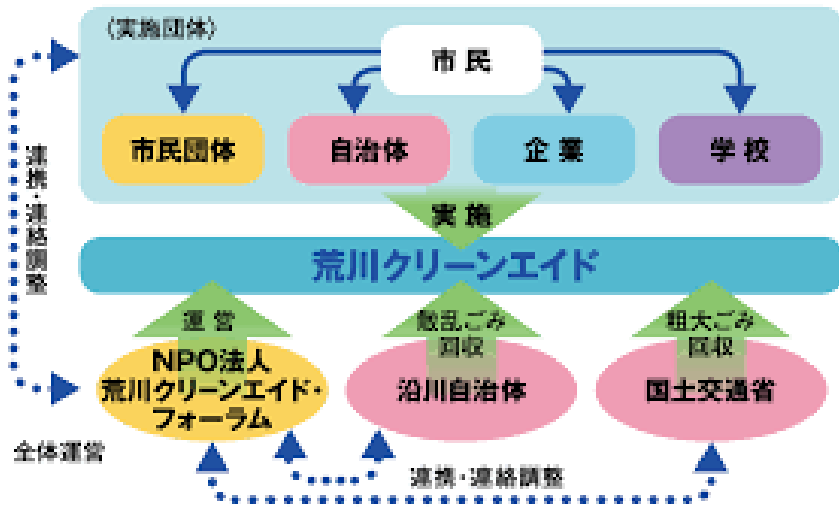 〈実施団体〉
市民
市民団体
自治体
企業
学校
連携・連絡調整
実施
荒川クリーンエイド
運営
散乱ごみ
回収
粗大ごみ
回収
NPO法人
荒川クリーンエイド・
フォーラム
沿川自治体
国土交通省
全体運営
連携・連絡調整